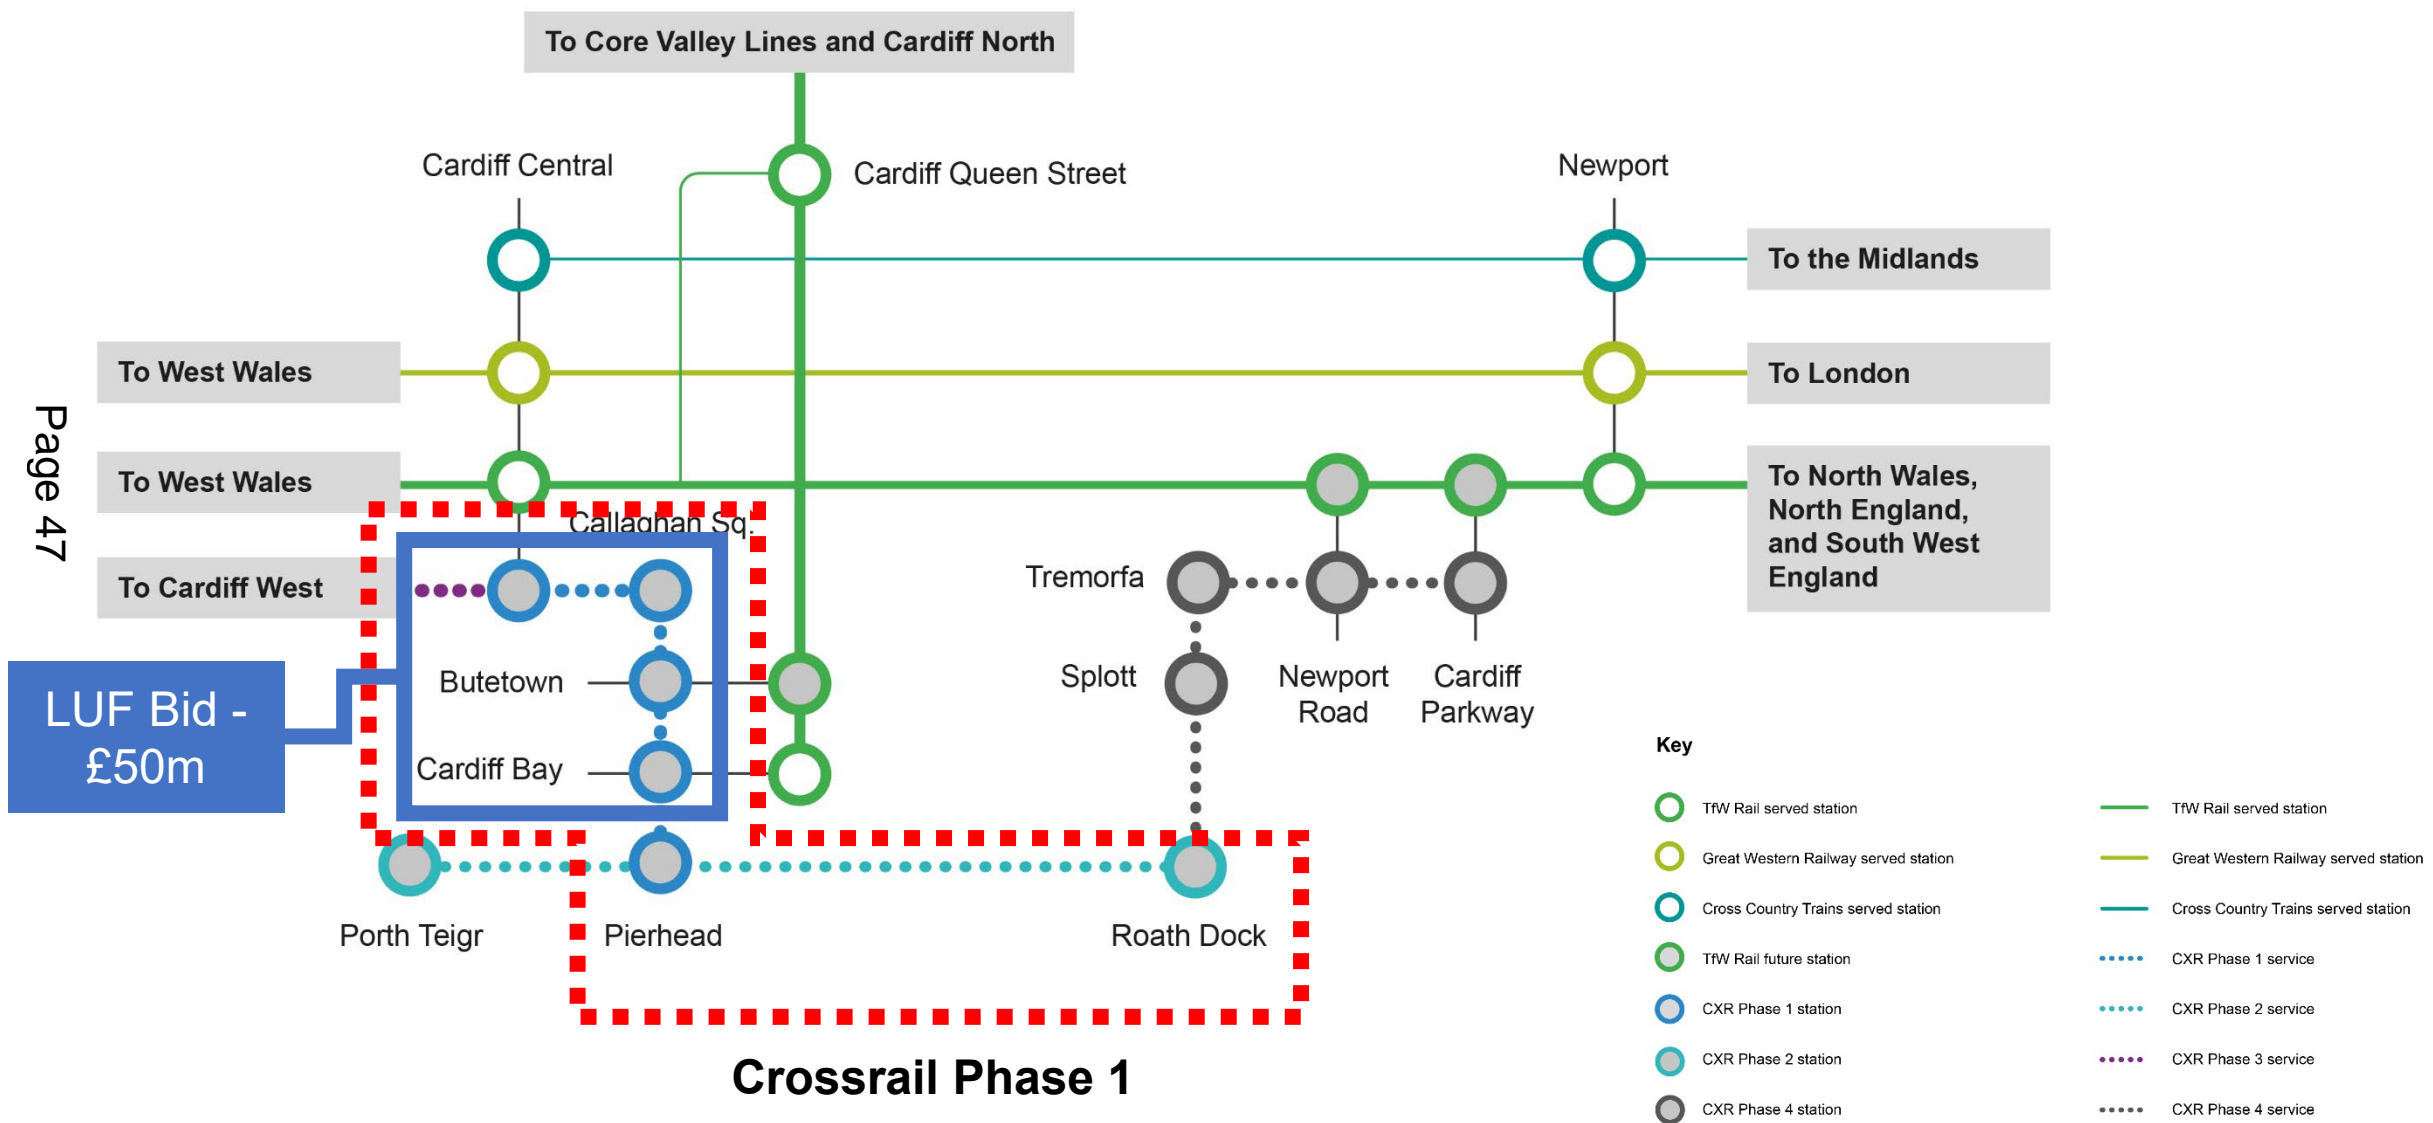 To Core Valley Lines and Cardiff North
Cardiff Central
Cardiff Queen Street
Newport
To the Midlands
To West Wales
To London
Page 47
To West Wales
To North Wales,
North England,
and South West
England
Callaghan Sq.
To Cardiff West
Tremorfa
Butetown
Splott
Newport
Road
Cardiff
Parkway
LUF Bid -
£50m
Cardiff Bay
Porth Teigr
Pierhead
Roath Dock
Crossrail Phase 1
Key
TfW Rail served station
TfW Rail served station
Great Western Railway served station
Great Western Railway served station
Cross Country Trains served station
Cross Country Trains served station
TfW Rail future station
CXR Phase 1 service
CXR Phase 1 station
CXR Phase 2 service
CXR Phase 2 station
CXR Phase 3 service
CXR Phase 4 station
CXR Phase 4 service